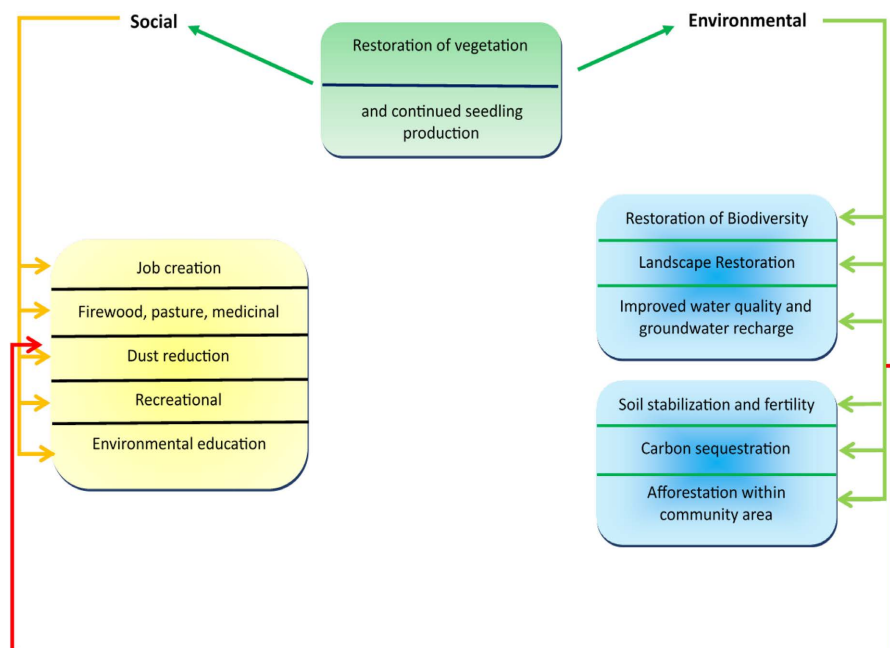 Social
Restoration of vegetation
and continued seedling
production
Environmental
Job creation
Firewood, pasture, medicinal
Dust reduction
Recreational
Environmental education
Restoration of Biodiversity
Landscape Restoration
Improved water quality and
groundwater recharge
Soil stabilization and fertility
Carbon sequestration
Afforestation within
community area